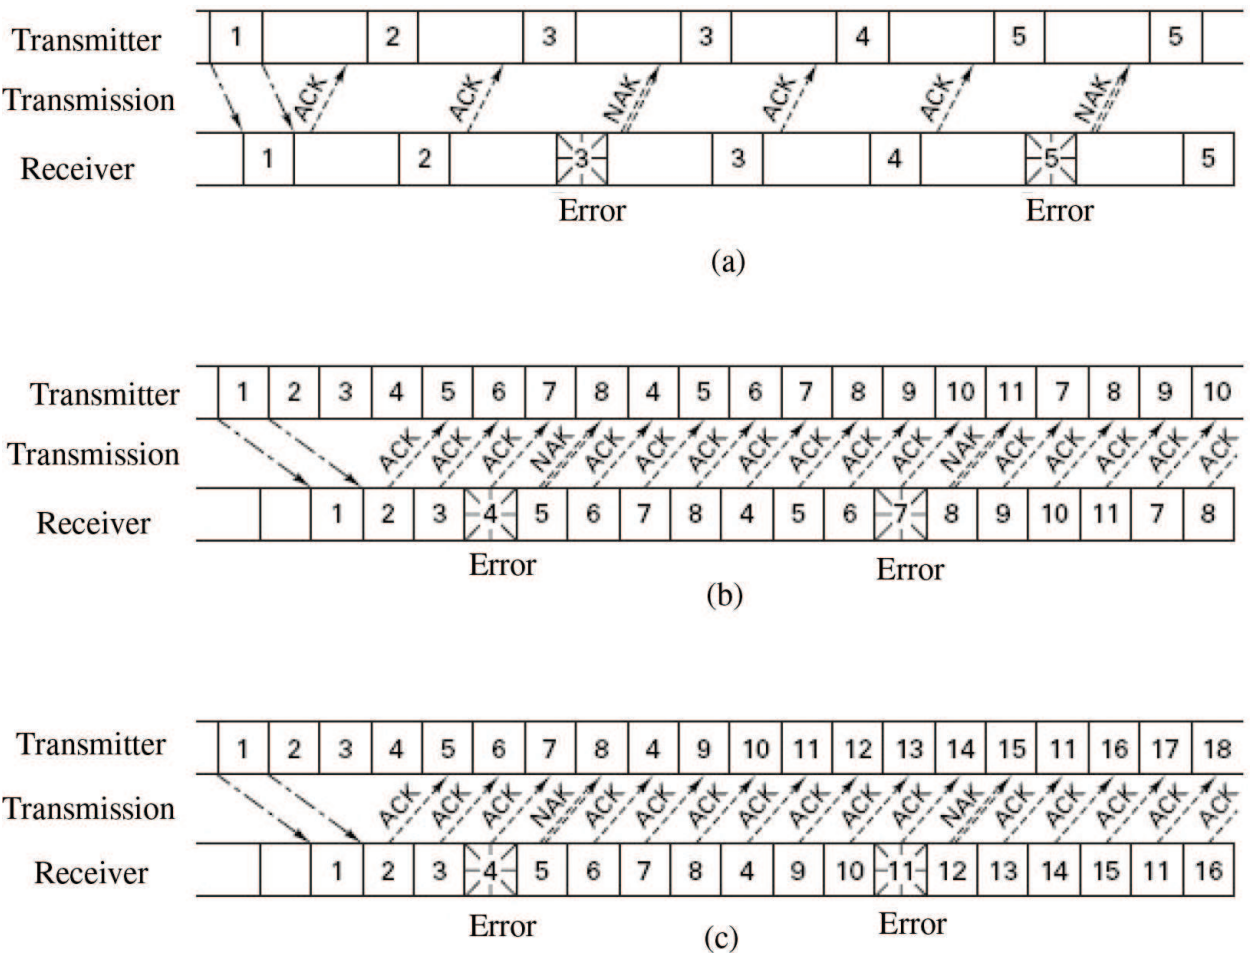 Transmitter 1 2 3 3 4 5 5
Transmission ACK ACK NAK ACK ACK NAK
Receiver 1 2 3 3 4 5 5
Error Error
(a)
Transmitter 1 2 3 4 5 6 7 8 4 5 6 7 8 9 10 11 7 8 9 10
Transmission ACK ACK ACK NAK ACK ACK ACK ACK ACK ACK ACK NAK ACK ACK ACK ACK ACK
Receiver 1 2 3 4 5 6 7 8 4 5 6 7 8 9 10 11 7 8
Error Error
(b)
Transmitter 1 2 3 4 5 6 7 8 4 9 10 11 12 13 14 15 11 16 17 18
Transmission ACK ACK ACK NAK ACK ACK ACK ACK ACK ACK ACK NAK ACK ACK ACK ACK ACK
Receiver 1 2 3 4 5 6 7 8 4 9 10 11 12 13 14 15 11 16
Error Error
(c)